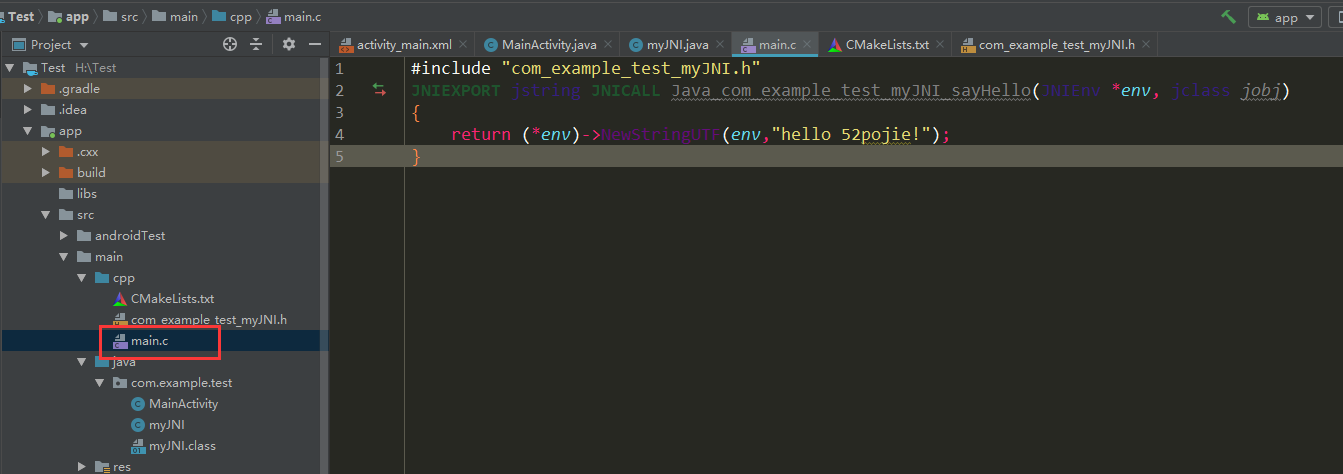 Test app src main cpp main.c app
Project
activity_main.xml MainActivity.java myJNI.java main.c CMakeLists.txt com_example_test_myJNI.h
Test H:\Test
.gradle
.idea
app
.cxx
build
libs
src
androidTest
main
cpp
CMakeLists.txt
com_example_test_myJNI.h
main.c
java
com.example.test
MainActivity
myJNI
myJNI.class
res
1 #include "com_example_test_myJNI.h"
2 JNIEXPORT jstring JNICALL Java_com_example_test_myJNI_sayHello(JNIEnv *env, jclass jobj)
3 {
4 return (*env)->NewStringUTF(env,"hello 52pojie!");
5 }